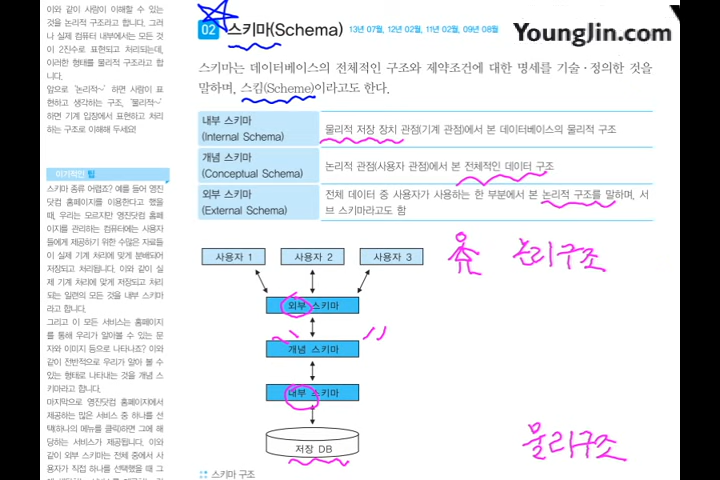 이와 같이 사람이 이해할 수 있는
것을 논리적 구조라고 합니다. 그러
나 실제 컴퓨터 내부에서는 모든 것
이 2진수로 표현되고 처리되는데,
이러한 형태를 물리적 구조라고 합
니다.
앞으로 '논리적~' 하면 사람이 표
현하고 생각하는 구조, '물리적~'
하면 기계 입장에서 표현하고 처리
하는 구조로 이해해 두세요!
이기적인 팁
스키마 종류 어렵죠? 예를 들어 영진
닷컴 홈페이지를 이용한다고 했을
때, 우리는 모르지만 영진닷컴 홈페
이지를 관리하는 컴퓨터에는 사용자
들에게 제공하기 위한 수많은 자료들
이 실제 기계 처리에 맞게 분배되어
저장되고 처리됩니다. 이와 같이 실
제 기계 처리에 맞게 저장되고 처리
되는 일련의 모든 것을 내부 스키마
라고 합니다.
그리고 이 모든 서비스는 홈페이지
를 통해 우리가 알아볼 수 있는 문
자와 이미지 등으로 나타나죠? 이와
같이 전반적으로 우리가 알아 볼 수
있는 형태로 나타내는 것을 개념 스
키마라고 합니다.
마지막으로 영진닷컴 홈페이지에서
제공하는 많은 서비스 중 하나를 선
택(하나의 메뉴를 클릭)하면 그에 해
당하는 서비스가 제공됩니다. 이와
같이 외부 스키마는 전체 중에서 사
용자가 직접 하나를 선택했을 때 그
02 스키마(Schema) 13년 07월, 12년 02월, 11년 02월, 09년 08월
YoungJin.com
스키마는 데이터베이스의 전체적인 구조와 제약조건에 대한 명세를 기술·정의한 것을
말하며, 스킴(Scheme)이라고도 한다.
내부 스키마
(Internal Schema)
물리적 저장 장치 관점(기계 관점)에서 본 데이터베이스의 물리적 구조
개념 스키마
(Conceptual Schema)
논리적 관점(사용자 관점)에서 본 전체적인 데이터 구조
외부 스키마
(External Schema)
전체 데이터 중 사용자가 사용하는 한 부분에서 본 논리적 구조를 말하며, 서
브 스키마라고도 함
사용자 1 사용자 2 사용자 3
논리구조
외부 스키마
개념 스키마
내부 스키마
저장 DB
물리구조
스키마 구조